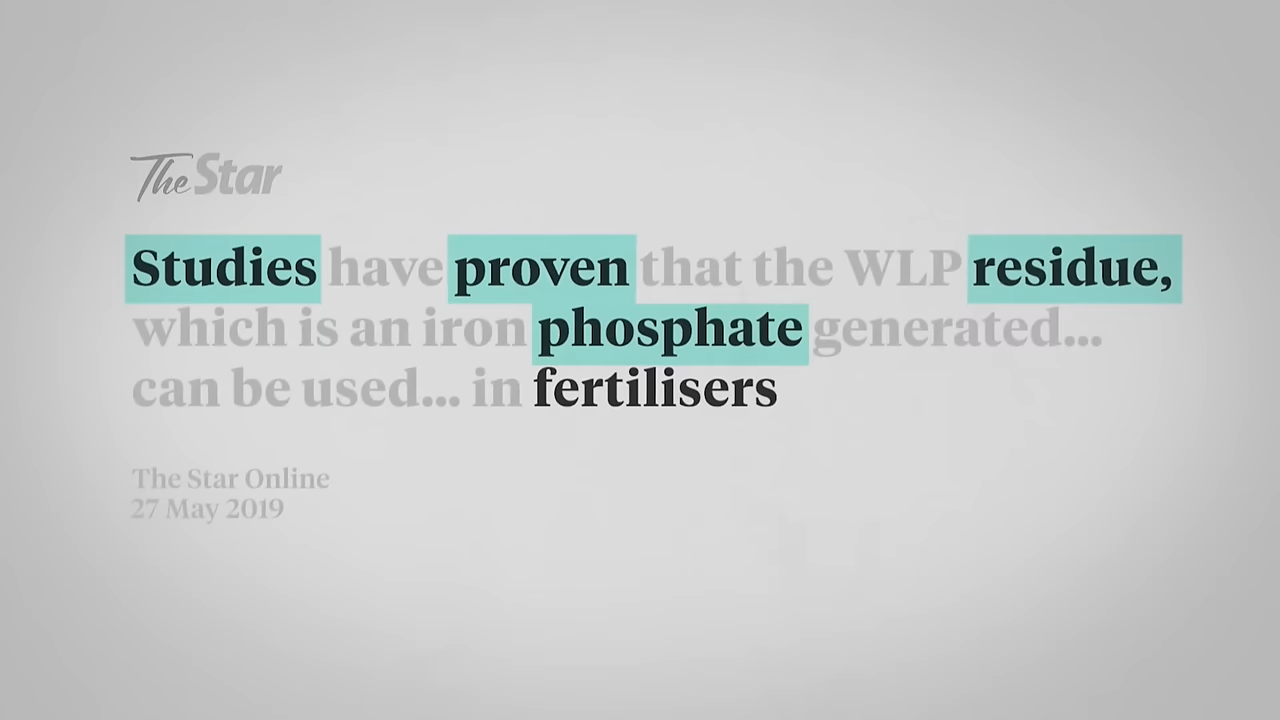 The Star
Studies have proven that the WLP residue,
which is an iron phosphate generated...
can be used... in fertilisers
The Star Online
27 May 2019